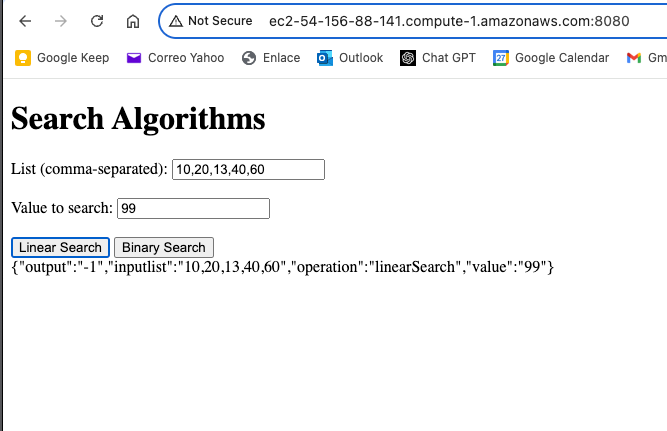 Not Secure ec2-54-156-88-141.compute-1.amazonaws.com:8080
Google Keep Correo Yahoo Enlace Outlook Chat GPT 27 Google Calendar Gm
Search Algorithms
List (comma-separated): 10,20,13,40,60
Value to search: 99
Linear Search Binary Search
{"output":"-1","inputlist":"10,20,13,40,60","operation":"linearSearch","value":"99"}